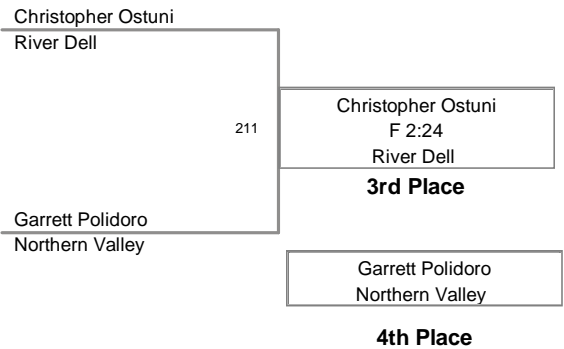 Christopher Ostuni
River Dell
211
Christopher Ostuni
F 2:24
River Dell
3rd Place
Garrett Polidoro
Northern Valley
Garrett Polidoro
Northern Valley
4th Place